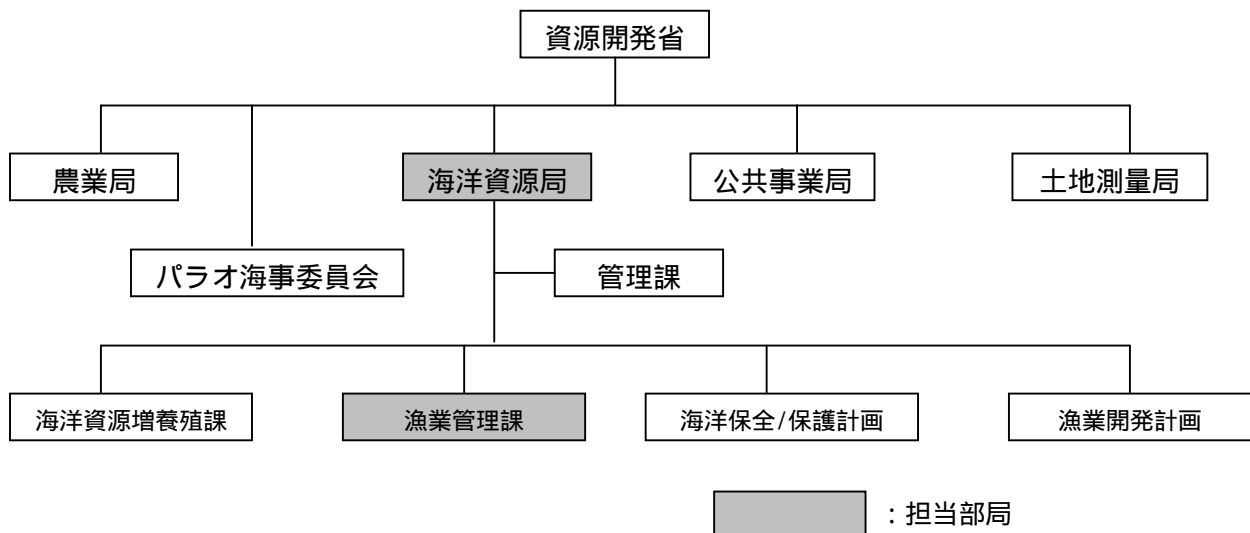 資源開発省
農業局
海洋資源局
公共事業局
土地測量局
パラオ海事委員会
管理課
海洋資源増養殖課
漁業管理課
海洋保全/保護計画
漁業開発計画
：担当部局